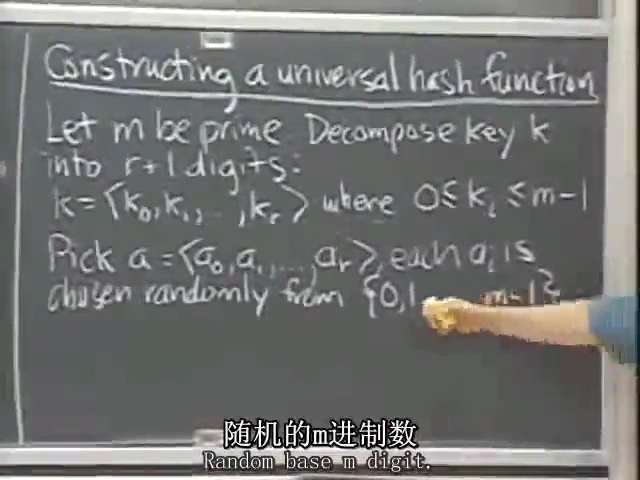 Constructing a universal hash function
Let m be prime Decompose key k
into r+1 digits:
k = ⟨k₀, k₁, ..., kᵣ⟩ where 0 ≤ kᵢ ≤ m-1
Pick a = ⟨a₀, a₁, ..., aᵣ⟩, each aᵢ is
chosen randomly from {0, 1 m-1}
随机的m进制数
Random base m digit.